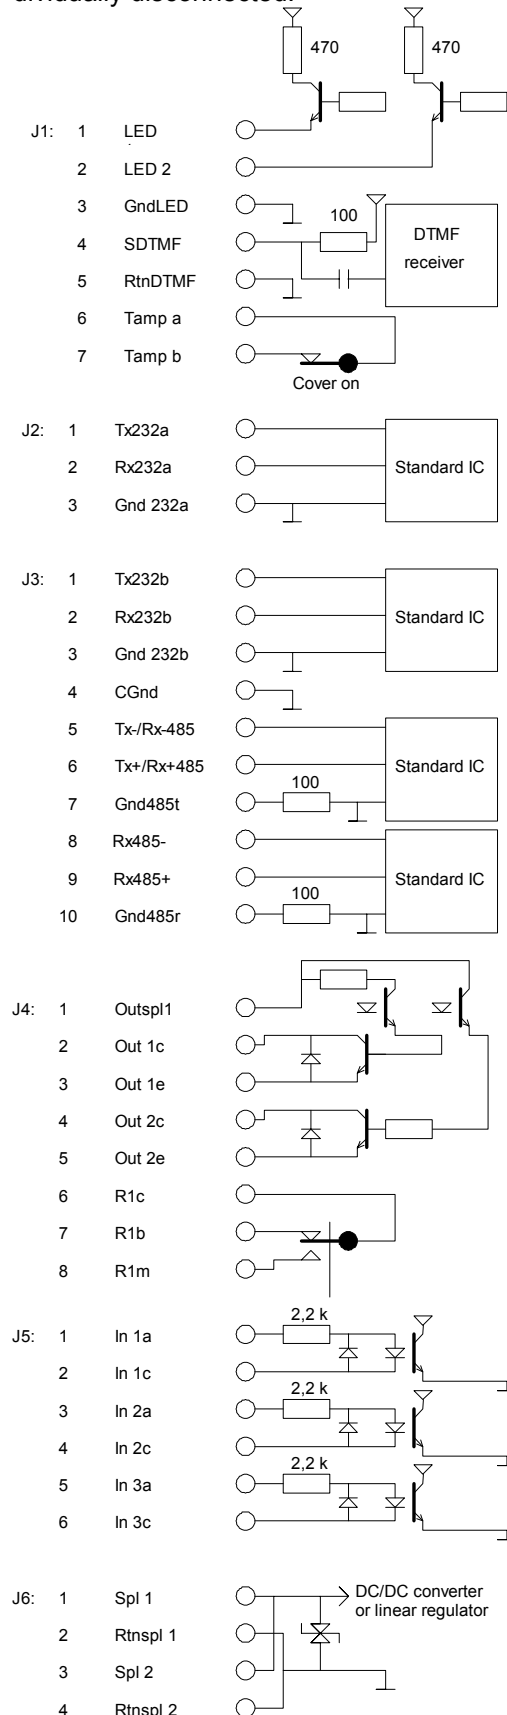 470 470
J1: 1 LED
2 LED 2
3 GndLED
100
4 SDTMF
DTMF
receiver
5 RtnDTMF
6 Tamp a
7 Tamp b
Cover on
J2: 1 Tx232a
2 Rx232a Standard IC
3 Gnd 232a
J3: 1 Tx232b
2 Rx232b Standard IC
3 Gnd 232b
4 CGnd
5 Tx-/Rx-485
6 Tx+/Rx+485 Standard IC
100
7 Gnd485t
8 Rx485-
9 Rx485+ Standard IC
100
10 Gnd485r
J4: 1 Outspl1
2 Out 1c
3 Out 1e
4 Out 2c
5 Out 2e
6 R1c
7 R1b
8 R1m
2,2 k
J5: 1 In 1a
2 In 1c
2,2 k
3 In 2a
4 In 2c
2,2 k
5 In 3a
6 In 3c
J6: 1 Spl 1 DC/DC converter
or linear regulator
2 Rtnspl 1
3 Spl 2
4 Rtnspl 2